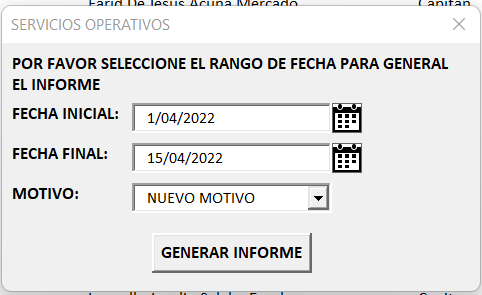 Farid De Jesus Acuña Mercado Capitan
SERVICIOS OPERATIVOS
POR FAVOR SELECCIONE EL RANGO DE FECHA PARA GENERAL
EL INFORME
FECHA INICIAL: 1/04/2022
FECHA FINAL: 15/04/2022
MOTIVO: NUEVO MOTIVO
GENERAR INFORME